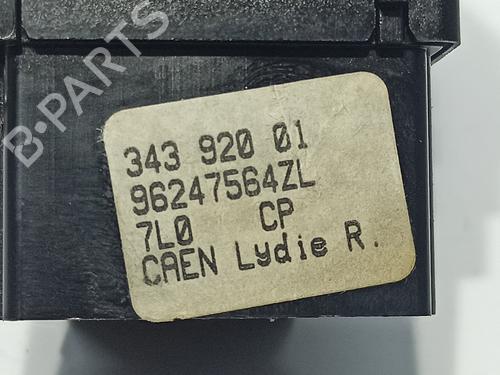 B-PARTS
343 920 01
96247564ZL
7L0 CP
CAEN Lydie R.